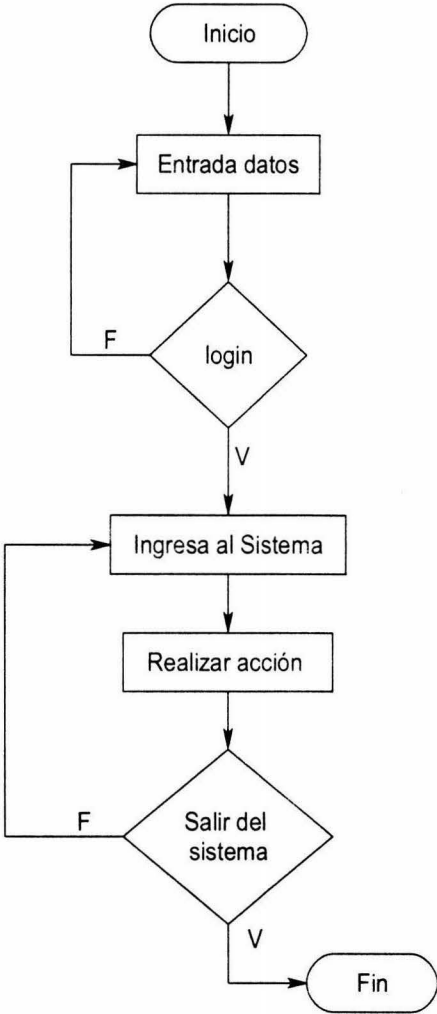 Inicio
Entrada datos
F
login
V
Ingresa al Sistema
Realizar acción
F
Salir del
sistema
V
Fin